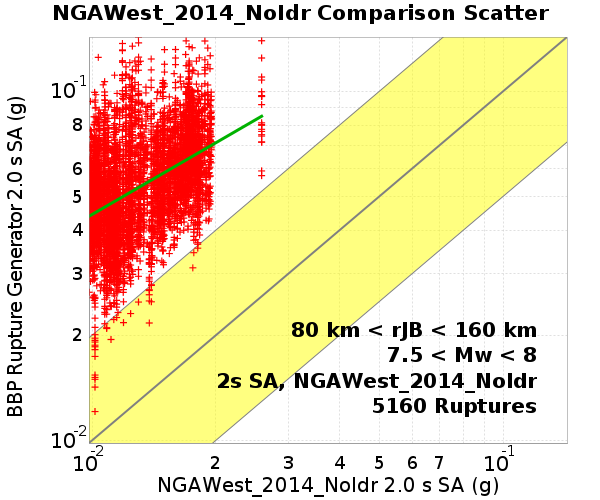 NGAWest_2014_NoIdr Comparison Scatter
BBP Rupture Generator 2.0 s SA (g)
10-1
8
6
5
4
3
2
10-2
80 km < rJB < 160 km
7.5 < Mw < 8
2s SA, NGAWest_2014_NoIdr
5160 Ruptures
10-2 2 3 4 5 6 7 10-1
NGAWest_2014_NoIdr 2.0 s SA (g)